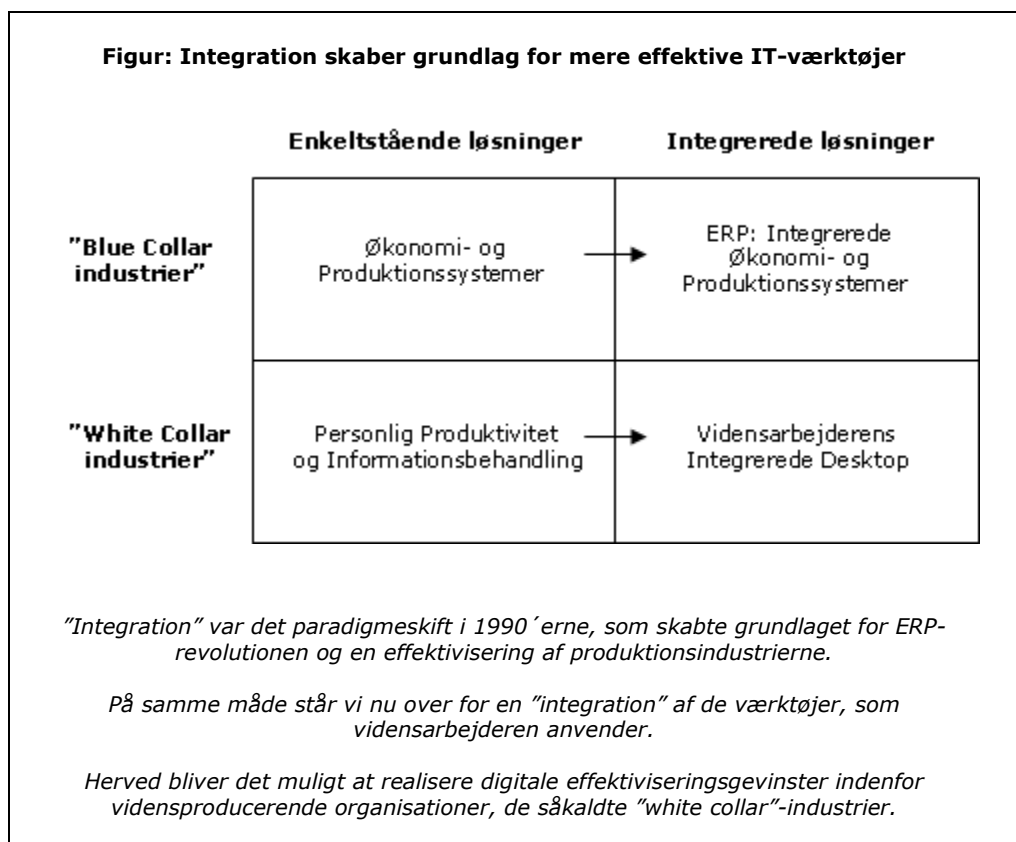 Figur: Integration skaber grundlag for mere effektive IT-værktøjer
Enkeltstående løsninger
Integrerede løsninger
”Blue Collar
industrier”
Økonomi- og
Produktionssystemer
ERP: Integrerede
Økonomi- og
Produktionssystemer
”White Collar
industrier”
Personlig Produktivitet
og Informationsbehandling
Vidensarbejderens
Integrerede Desktop
”Integration” var det paradigmeskift i 1990´erne, som skabte grundlaget for ERP-
revolutionen og en effektivisering af produktionsindustrierne.
På samme måde står vi nu over for en ”integration” af de værktøjer, som
vidensarbejderen anvender.
Herved bliver det muligt at realisere digitale effektiviseringsgevinster indenfor
vidensproducerende organisationer, de såkaldte ”white collar”-industrier.